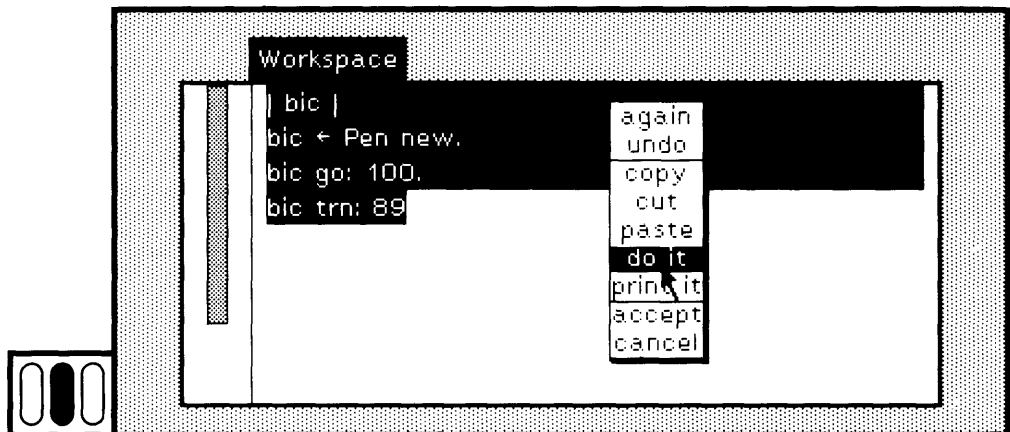 Workspace
| bic |
bic ← Pen new.
bic go: 100.
bic trn: 89
again
undo
copy
cut
paste
do it
print it
accept
cancel